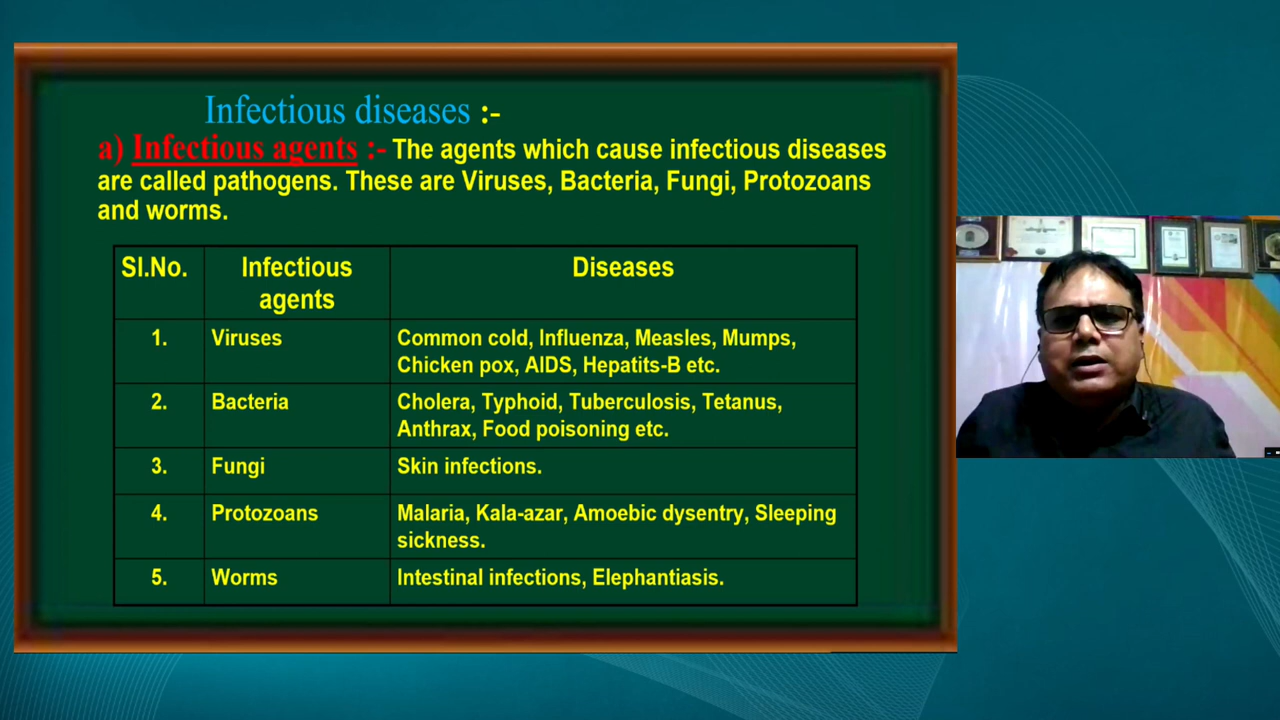 Infectious diseases :-
a) Infectious agents :- The agents which cause infectious diseases
are called pathogens. These are Viruses, Bacteria, Fungi, Protozoans
and worms.
Sl.No. Infectious agents Diseases
1. Viruses Common cold, Influenza, Measles, Mumps,
Chicken pox, AIDS, Hepatits-B etc.
2. Bacteria Cholera, Typhoid, Tuberculosis, Tetanus,
Anthrax, Food poisoning etc.
3. Fungi Skin infections.
4. Protozoans Malaria, Kala-azar, Amoebic dysentry, Sleeping
sickness.
5. Worms Intestinal infections, Elephantiasis.